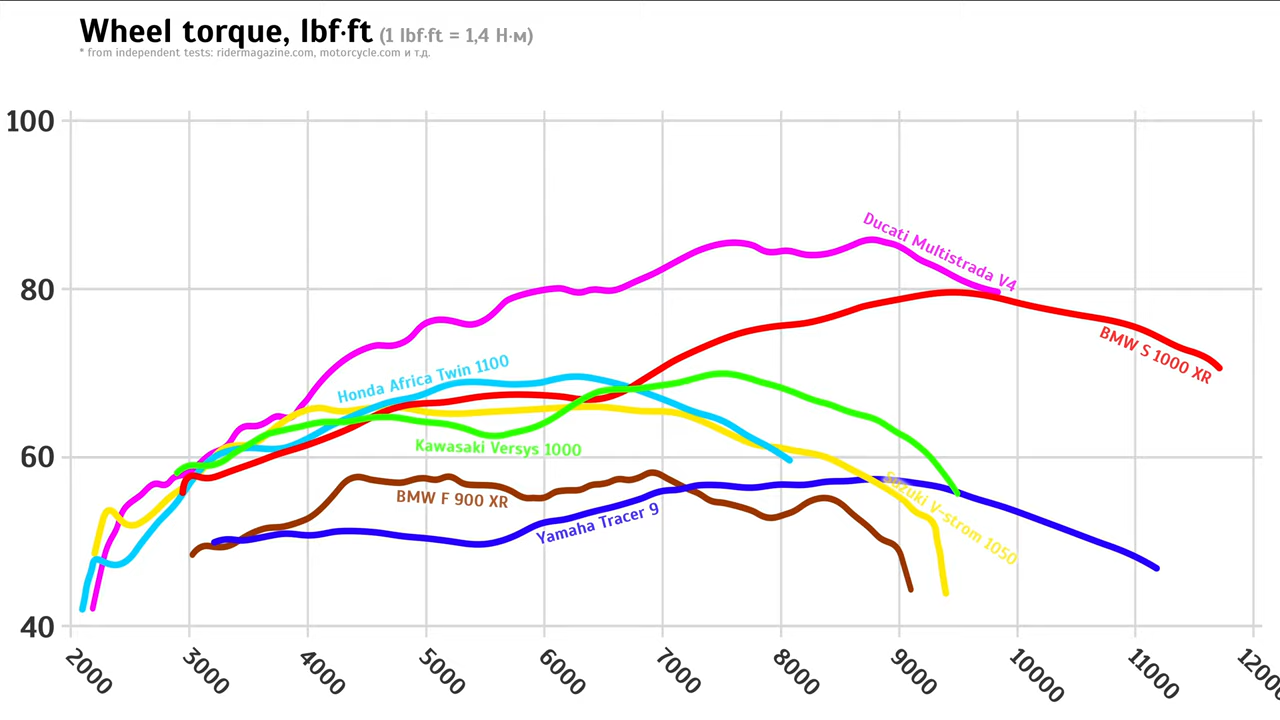 Wheel torque, lbf·ft (1 lbf·ft = 1,4 Н·м)
* from independent tests: ridermagazine.com, motorcycle.com и т.д.
100
80
60
40
Ducati Multistrada V4
BMW S 1000 XR
Honda Africa Twin 1100
Kawasaki Versys 1000
BMW F 900 XR
Yamaha Tracer 9
Suzuki V-strom 1050
2000
3000
4000
5000
6000
7000
8000
9000
10000
11000
12000